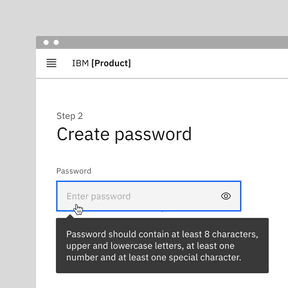 IBM [Product]
Step 2
Create password
Password
Enter password
Password should contain at least 8 characters,
upper and lowercase letters, at least one
number and at least one special character.